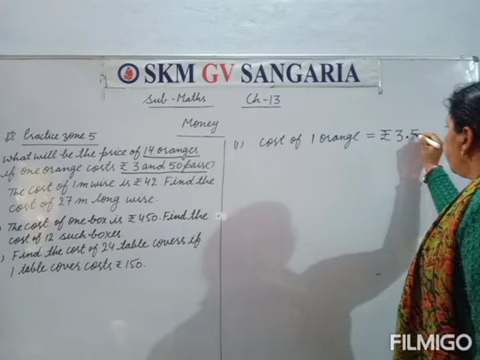 SKM GV SANGARIA
Sub - Maths Ch - 13
Money
Practice zone 5
What will be the price of 14 oranges
if one orange costs ₹ 3 and 50 paise?
The cost of 1 m wire is ₹ 42. Find the
cost of 27 m long wire.
The cost of one box is ₹ 450. Find the
cost of 12 such boxes.
) Find the cost of 24 table covers if
1 table cover costs ₹ 150.
cost of 1 orange = ₹ 3.5
FILMIGO